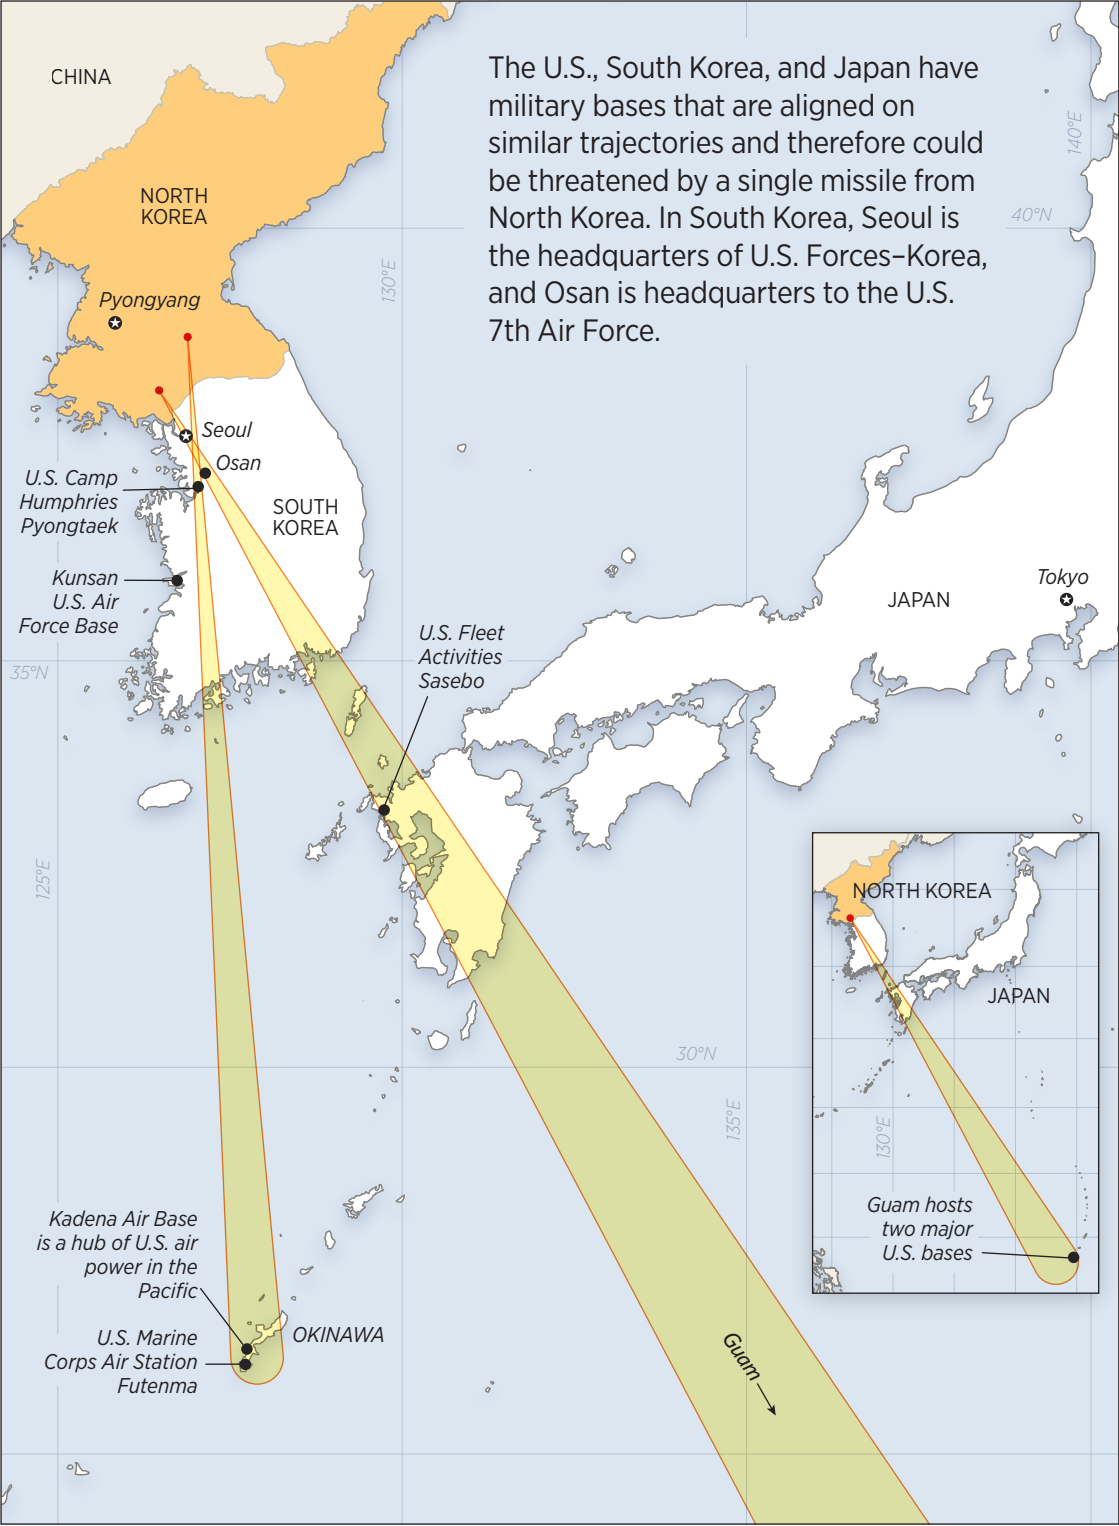 The U.S., South Korea, and Japan have
military bases that are aligned on
similar trajectories and therefore could
be threatened by a single missile from
North Korea. In South Korea, Seoul is
the headquarters of U.S. Forces–Korea,
and Osan is headquarters to the U.S.
7th Air Force.
CHINA
NORTH
KOREA
140°E
40°N
130°E
Pyongyang
Seoul
Osan
U.S. Camp
Humphries
Pyongtaek
SOUTH
KOREA
Kunsan
U.S. Air
Force Base
Tokyo
JAPAN
U.S. Fleet
Activities
Sasebo
35°N
125°E
NORTH KOREA
JAPAN
130°E
Guam hosts
two major
U.S. bases
30°N
135°E
Kadena Air Base
is a hub of U.S. air
power in the
Pacific
U.S. Marine
Corps Air Station
Futenma
OKINAWA
Guam